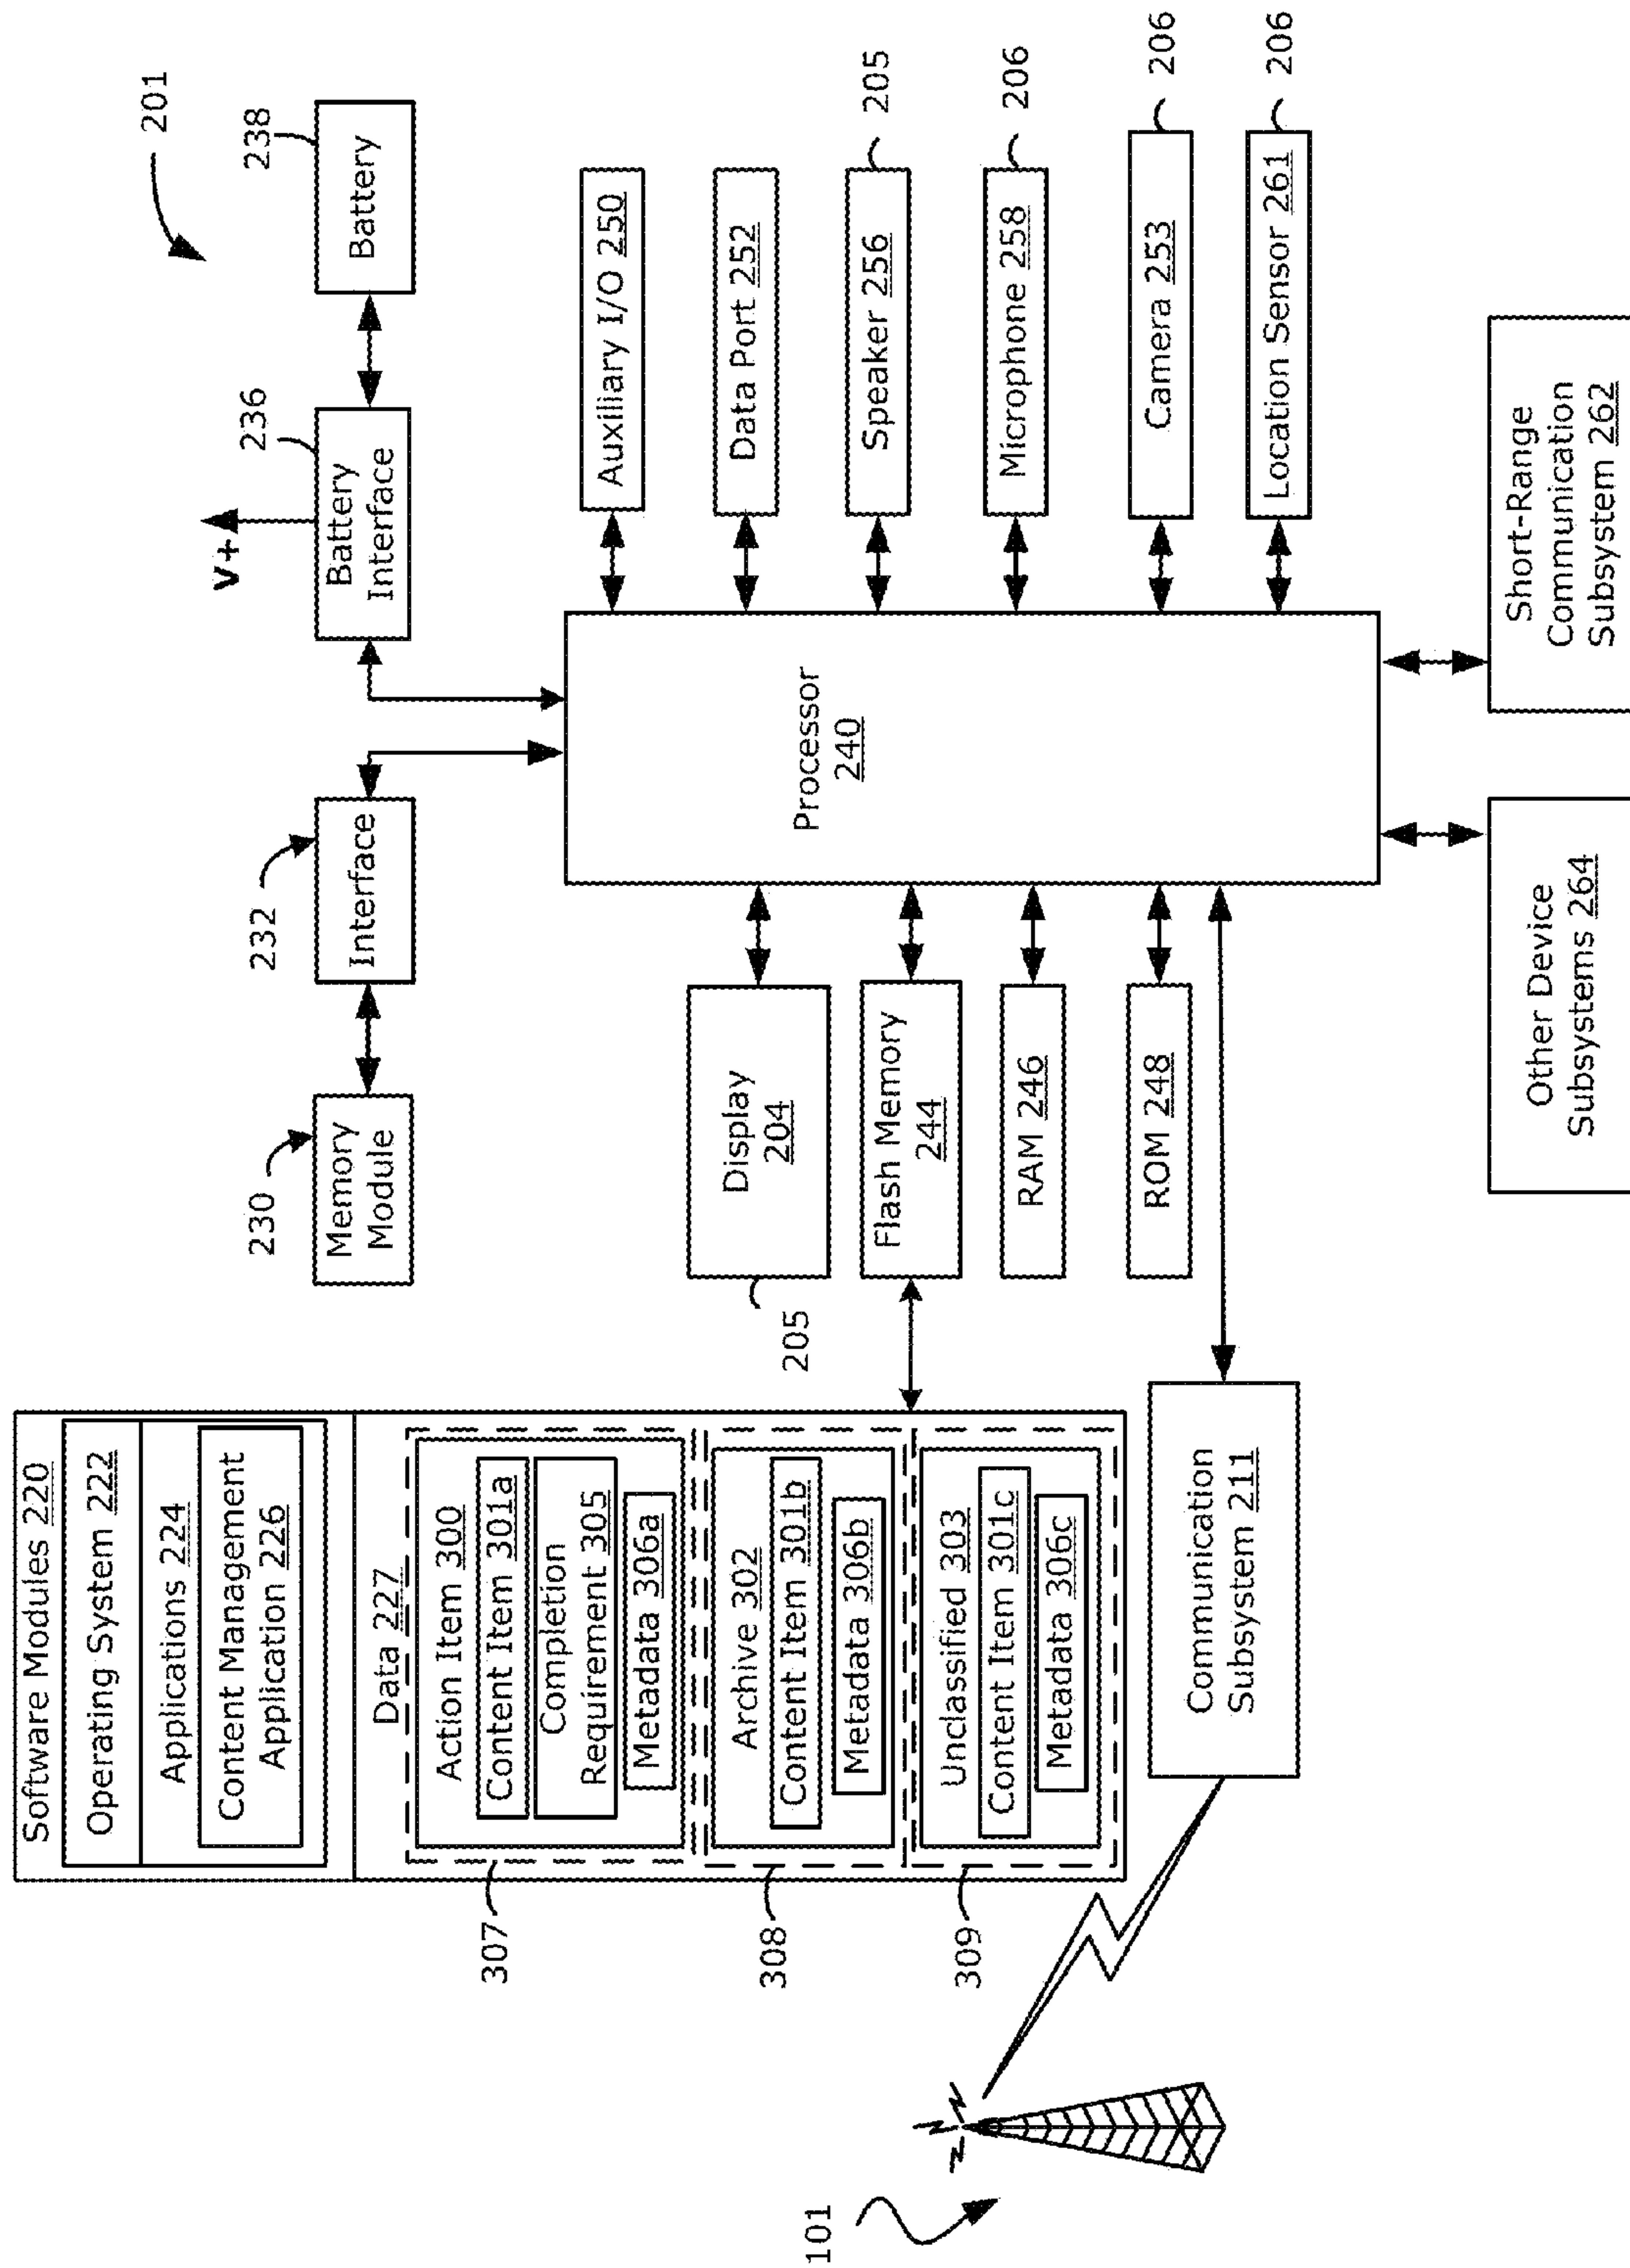 201
Software Modules 220
Operating System 222
Applications 224
Content Management
Application 226
Data 227
Action Item 300
Content Item 301a
Completion
Requirement 305
Metadata 306a
Archive 302
Content Item 301b
Metadata 306b
Unclassified 303
Content Item 301c
Metadata 306c
307
308
309
230
Memory
Module
232
Interface
V+
236
Battery
Interface
238
Battery
Display
204
205
Flash Memory
244
RAM 246
ROM 248
Processor
240
Auxiliary I/O 250
Data Port 252
Speaker 256
205
Microphone 258
206
Camera 253
206
Location Sensor 261
206
Communication
Subsystem 211
101
Other Device
Subsystems 264
Short-Range
Communication
Subsystem 262